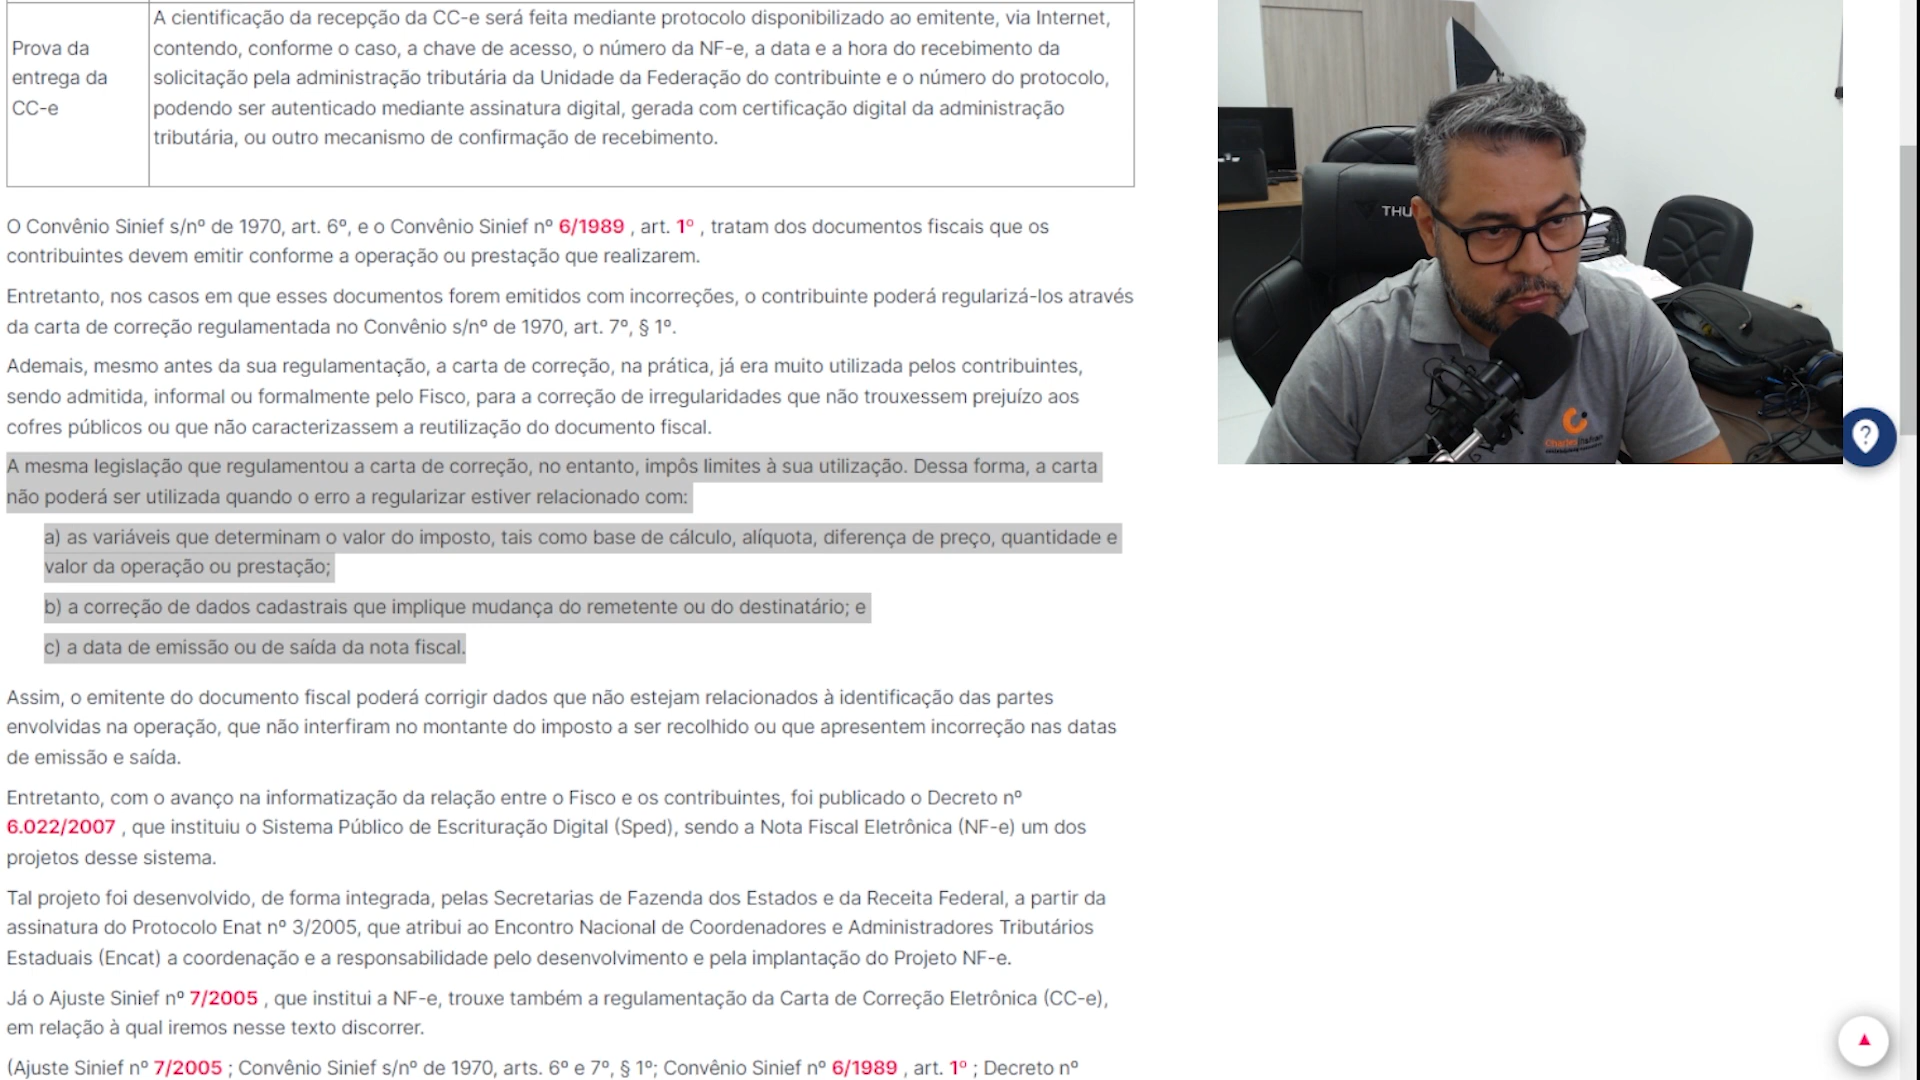 A cientificação da recepção da CC-e será feita mediante protocolo disponibilizado ao emitente, via Internet,
Prova da
entrega da
CC-e
contendo, conforme o caso, a chave de acesso, o número da NF-e, a data e a hora do recebimento da
solicitação pela administração tributária da Unidade da Federação do contribuinte e o número do protocolo,
podendo ser autenticado mediante assinatura digital, gerada com certificação digital da administração
tributária, ou outro mecanismo de confirmação de recebimento.
O Convênio Sinief s/nº de 1970, art. 6º, e o Convênio Sinief nº 6/1989 , art. 1º , tratam dos documentos fiscais que os
contribuintes devem emitir conforme a operação ou prestação que realizarem.
Entretanto, nos casos em que esses documentos forem emitidos com incorreções, o contribuinte poderá regularizá-los através
da carta de correção regulamentada no Convênio s/nº de 1970, art. 7º, § 1º.
Ademais, mesmo antes da sua regulamentação, a carta de correção, na prática, já era muito utilizada pelos contribuintes,
sendo admitida, informal ou formalmente pelo Fisco, para a correção de irregularidades que não trouxessem prejuízo aos
cofres públicos ou que não caracterizassem a reutilização do documento fiscal.
A mesma legislação que regulamentou a carta de correção, no entanto, impôs limites à sua utilização. Dessa forma, a carta
não poderá ser utilizada quando o erro a regularizar estiver relacionado com:
a) as variáveis que determinam o valor do imposto, tais como base de cálculo, alíquota, diferença de preço, quantidade e
valor da operação ou prestação;
b) a correção de dados cadastrais que implique mudança do remetente ou do destinatário; e
c) a data de emissão ou de saída da nota fiscal.
Assim, o emitente do documento fiscal poderá corrigir dados que não estejam relacionados à identificação das partes
envolvidas na operação, que não interfiram no montante do imposto a ser recolhido ou que apresentem incorreção nas datas
de emissão e saída.
Entretanto, com o avanço na informatização da relação entre o Fisco e os contribuintes, foi publicado o Decreto nº
6.022/2007 , que instituiu o Sistema Público de Escrituração Digital (Sped), sendo a Nota Fiscal Eletrônica (NF-e) um dos
projetos desse sistema.
Tal projeto foi desenvolvido, de forma integrada, pelas Secretarias de Fazenda dos Estados e da Receita Federal, a partir da
assinatura do Protocolo Enat nº 3/2005, que atribui ao Encontro Nacional de Coordenadores e Administradores Tributários
Estaduais (Encat) a coordenação e a responsabilidade pelo desenvolvimento e pela implantação do Projeto NF-e.
Já o Ajuste Sinief nº 7/2005 , que institui a NF-e, trouxe também a regulamentação da Carta de Correção Eletrônica (CC-e),
em relação à qual iremos nesse texto discorrer.
(Ajuste Sinief nº 7/2005 ; Convênio Sinief s/nº de 1970, arts. 6º e 7º, § 1º; Convênio Sinief nº 6/1989 , art. 1º ; Decreto nº
THU
?